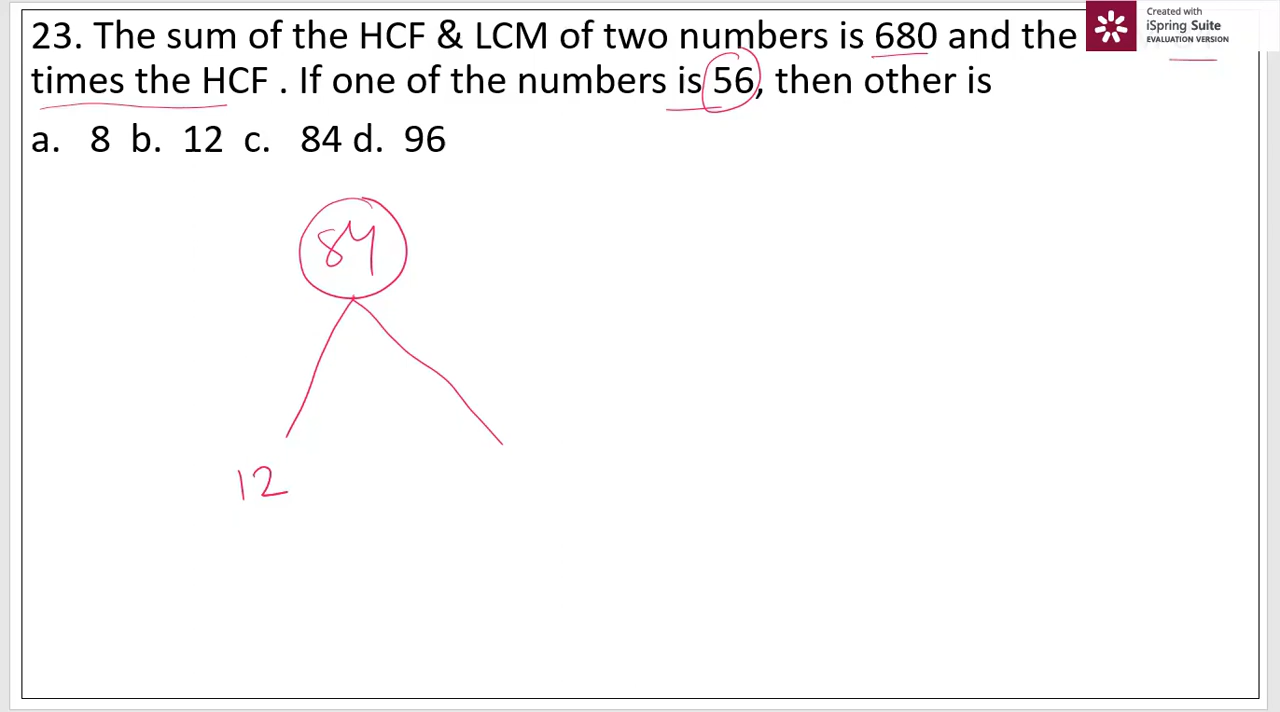 23. The sum of the HCF & LCM of two numbers is 680 and the
times the HCF . If one of the numbers is 56, then other is
a. 8 b. 12 c. 84 d. 96
84
12
Created with
iSpring Suite
EVALUATION VERSION